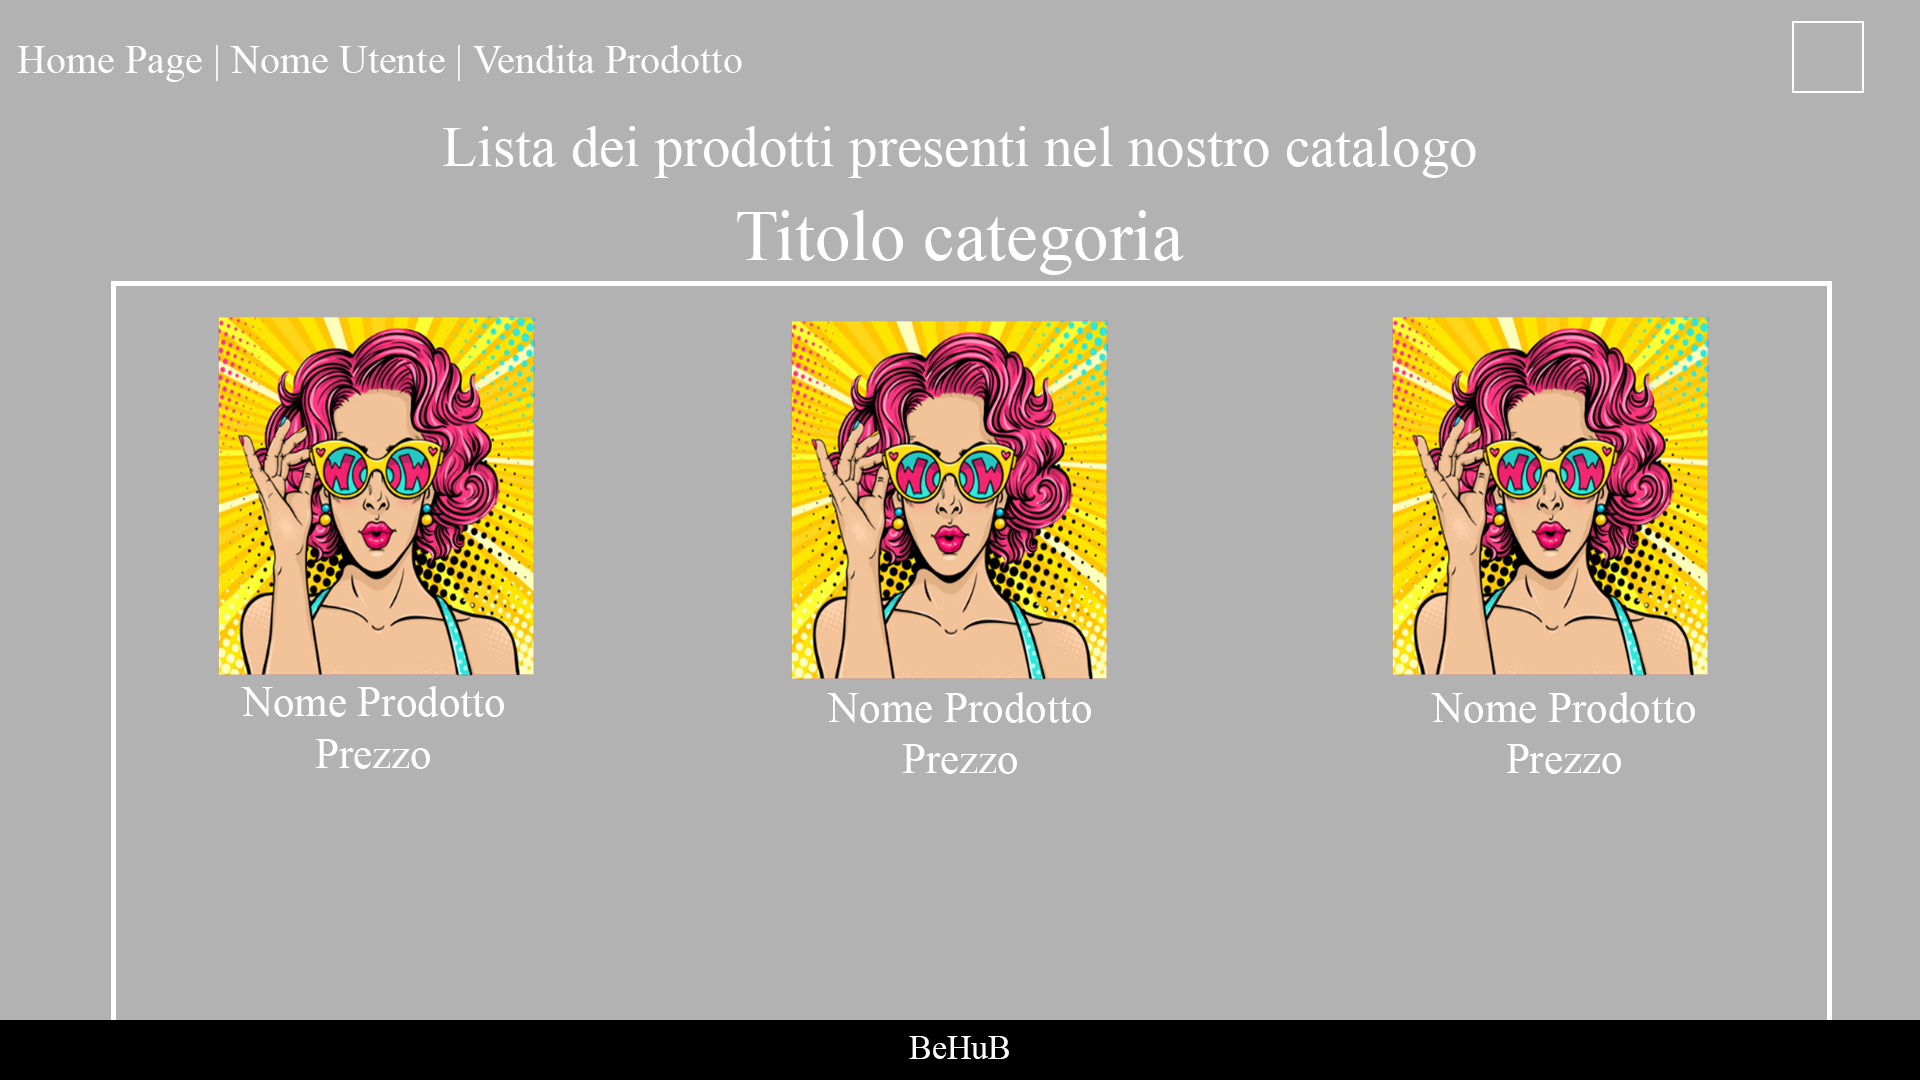 Home Page | Nome Utente | Vendita Prodotto
Lista dei prodotti presenti nel nostro catalogo
Titolo categoria
WOW
WOW
WOW
Nome Prodotto
Prezzo
Nome Prodotto
Prezzo
Nome Prodotto
Prezzo
BeHuB